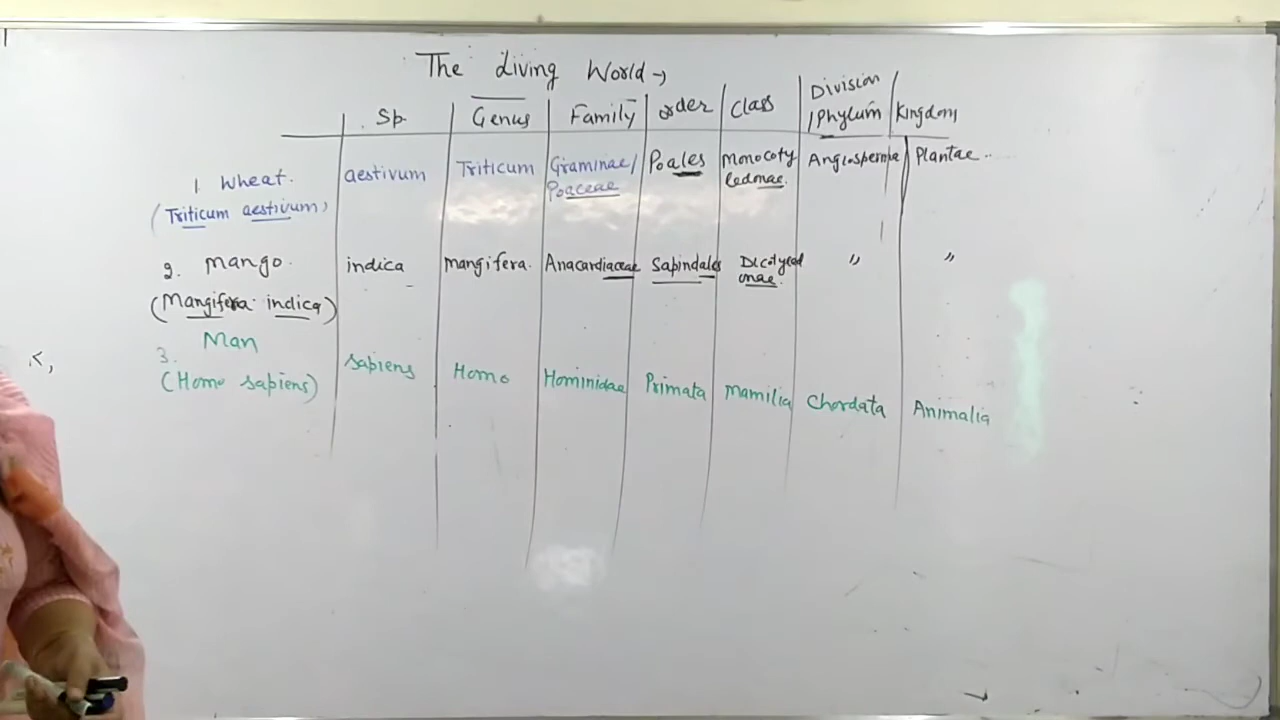 The Living World →
Sp. Genus Family order Class Division /Phylum Kingdom
1 Wheat. aestivum Triticum Graminae/ Poales Monocoty Angiospermae Plantae..
(Triticum aestivum) Poaceae ledonae.
2. Mango. indica Mangifera. Anacardiaceae Sapindales " "
(Mangifera indica)
3. Man sapiens Homo Hominidae Primata Mamilia Chordata Animalia
(Homo sapiens)